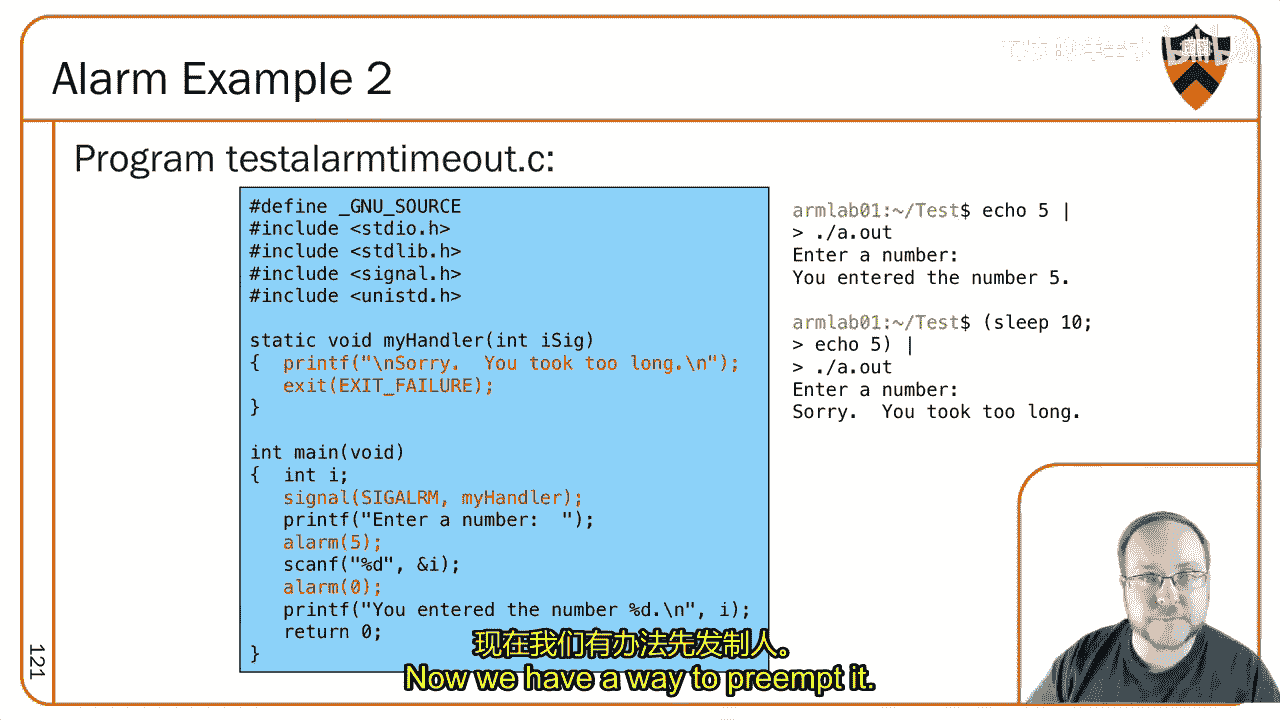 Alarm Example 2
Program testalarmtimeout.c:
#define _GNU_SOURCE
#include <stdio.h>
#include <stdlib.h>
#include <signal.h>
#include <unistd.h>
static void myHandler(int iSig)
{  printf("\nSorry.  You took too long.\n");
   exit(EXIT_FAILURE);
}
int main(void)
{  int i;
   signal(SIGALRM, myHandler);
   printf("Enter a number:  ");
   alarm(5);
   scanf("%d", &i);
   alarm(0);
   printf("You entered the number %d.\n", i);
   return 0;
}
armlab01:~/Test$ echo 5 |
> ./a.out
Enter a number:
You entered the number 5.
armlab01:~/Test$ (sleep 10;
> echo 5) |
> ./a.out
Enter a number:
Sorry.  You took too long.
121
现在我们有办法先发制人。
Now we have a way to preempt it.